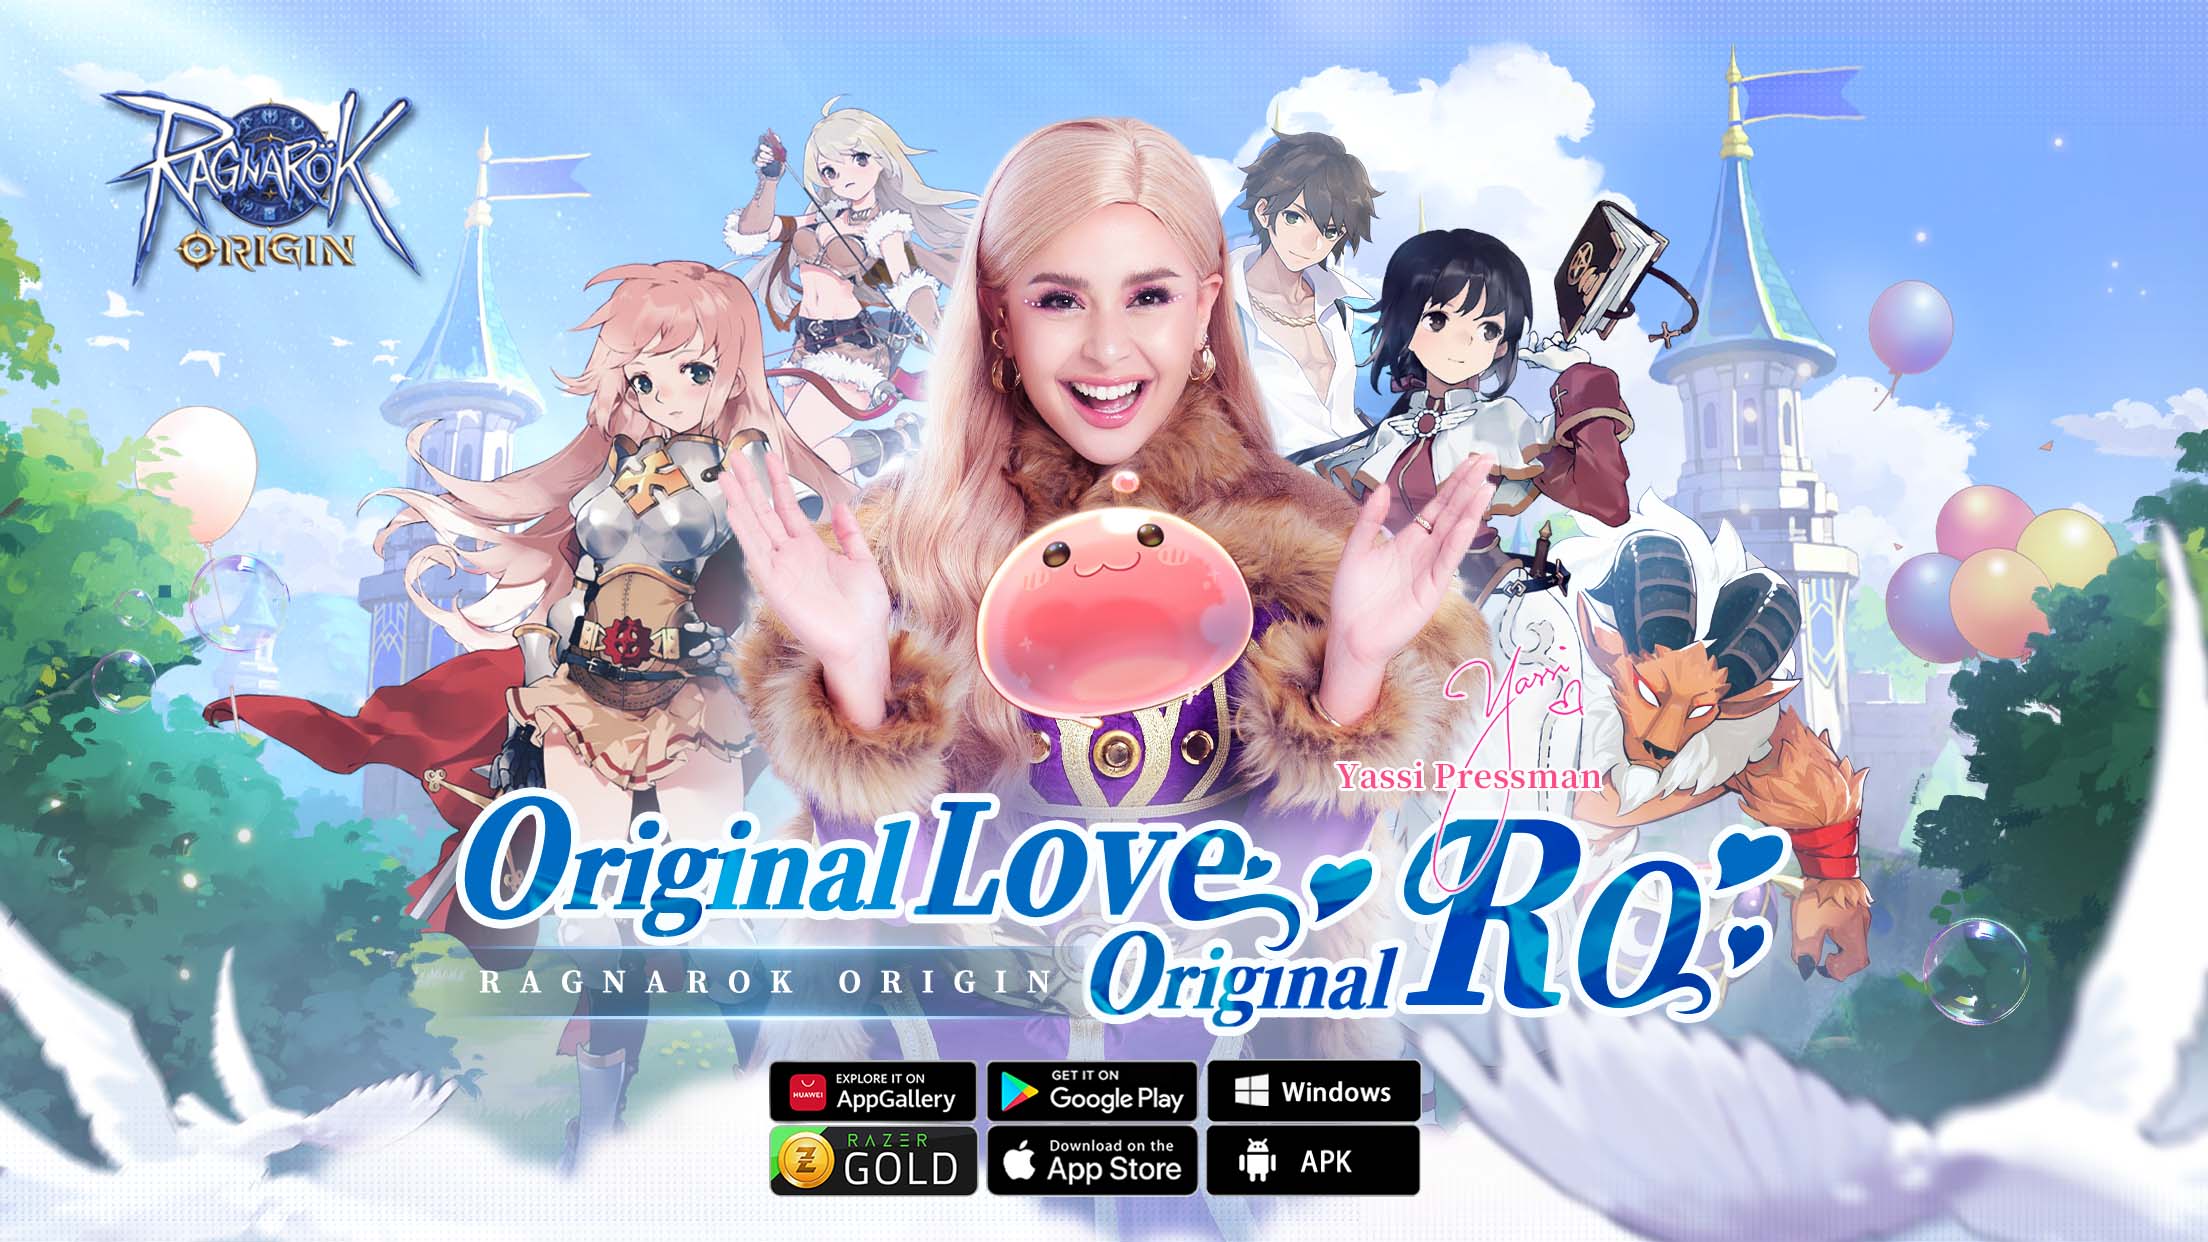 RAGNARÖK
ORIGIN
Yassi
Yassi Pressman
Original Love
RAGNAROK ORIGIN
Original RO
EXPLORE IT ON
AppGallery
HUAWEI
GET IT ON
Google Play
Windows
RAZER
GOLD
Download on the
App Store
APK